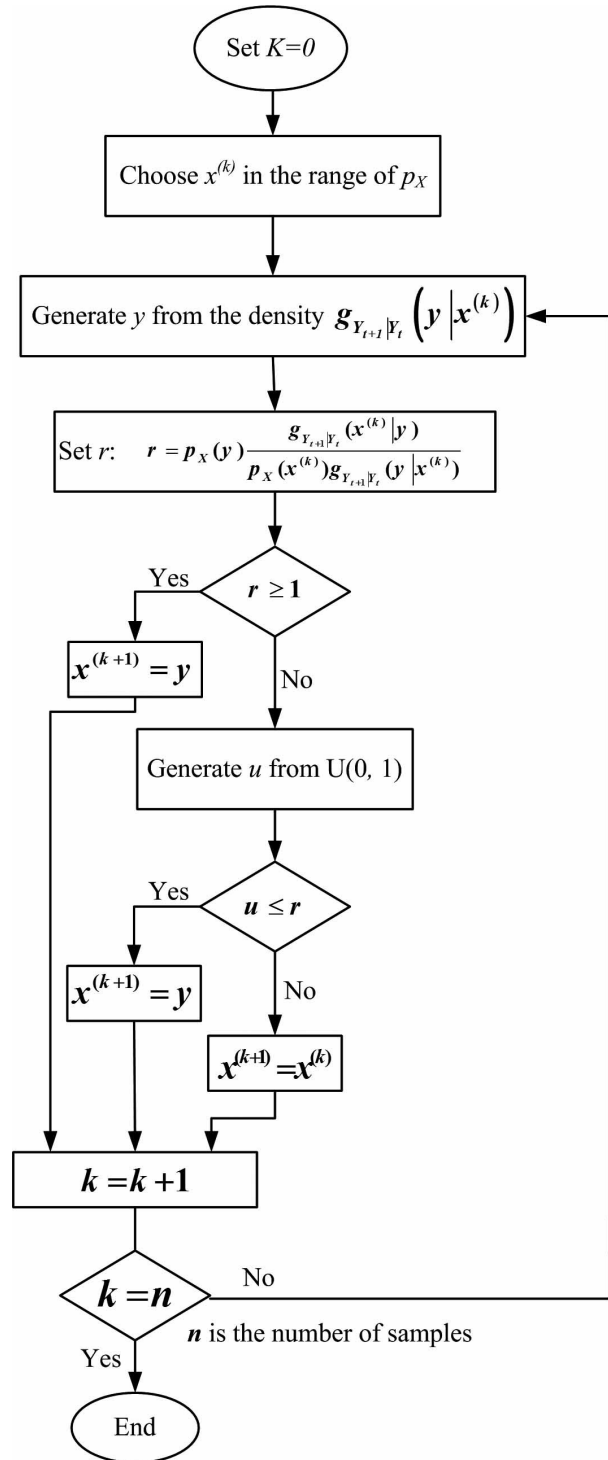 Set K=0
Choose x^(k) in the range of p_X
Generate y from the density g_{Y_{t+1}|Y_t}(y|x^(k))
Set r: r = p_X(y) g_{Y_{t+1}|Y_t}(x^(k)|y) / p_X(x^(k))g_{Y_{t+1}|Y_t}(y|x^(k))
Yes
r ≥ 1
x^(k+1) = y
No
Generate u from U(0, 1)
Yes
u ≤ r
x^(k+1) = y
No
x^(k+1)=x^(k)
k = k+1
k = n
No
n is the number of samples
Yes
End